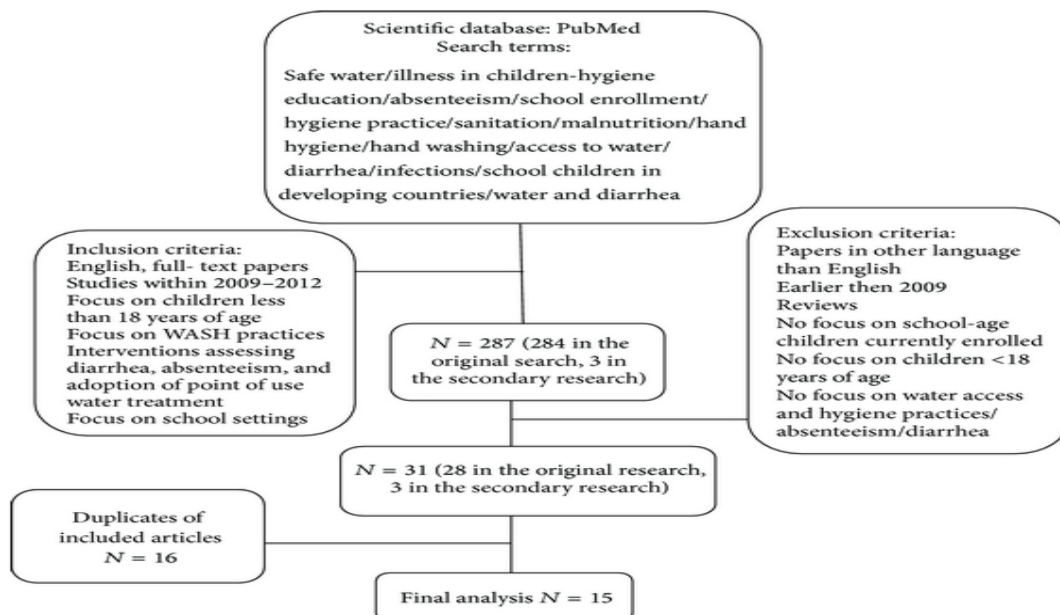 Scientific database: PubMed
Search terms:
Safe water/illness in children-hygiene
education/absenteeism/school enrollment/
hygiene practice/sanitation/malnutrition/hand
hygiene/hand washing/access to water/
diarrhea/infections/school children in
developing countries/water and diarrhea
Inclusion criteria:
English, full- text papers
Studies within 2009–2012
Focus on children less
than 18 years of age
Focus on WASH practices
Interventions assessing
diarrhea, absenteeism, and
adoption of point of use
water treatment
Focus on school settings
Exclusion criteria:
Papers in other language
than English
Earlier then 2009
Reviews
No focus on school-age
children currently enrolled
No focus on children <18
years of age
No focus on water access
and hygiene practices/
absenteeism/diarrhea
N = 287 (284 in
the original search, 3 in
the secondary research)
N = 31 (28 in the original research,
3 in the secondary research)
Duplicates of
included articles
N = 16
Final analysis N = 15